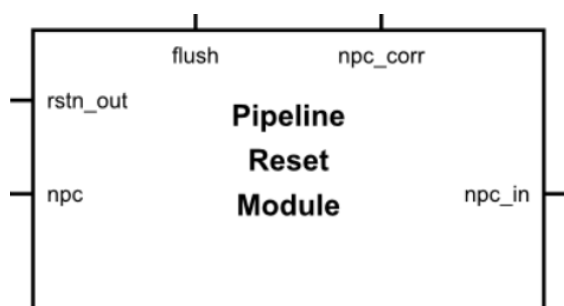 flush
npc_corr
rstn_out
Pipeline
Reset
Module
npc
npc_in